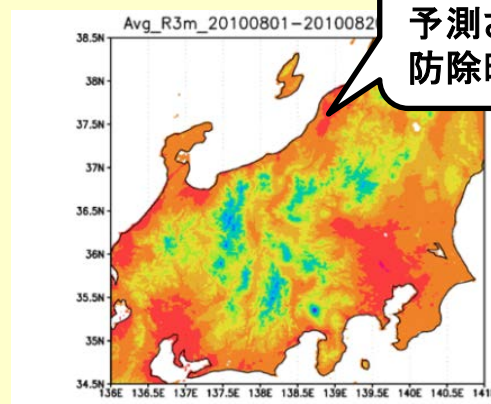 Avg_R3m_20100801-2010082
予測
防除
38.5N
38N
37.5N
37N
36.5N
36N
35.5N
35N
34.5N
136E 136.5E 137E 137.5E 138E 138.5E 139E 139.5E 140E 140.5E 141